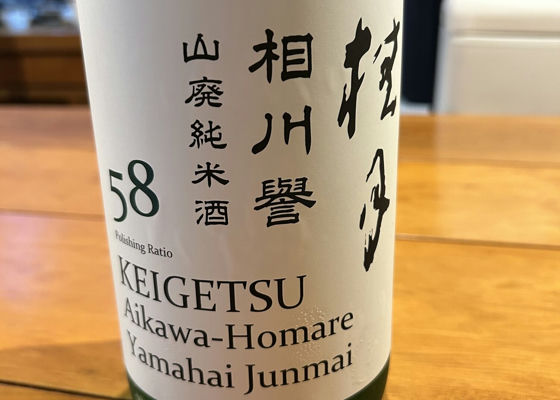 桂月
相川譽
山廃純米酒
58
Polishing Ratio
KEIGETSU
Aikawa-Homare
Yamahai Junmai